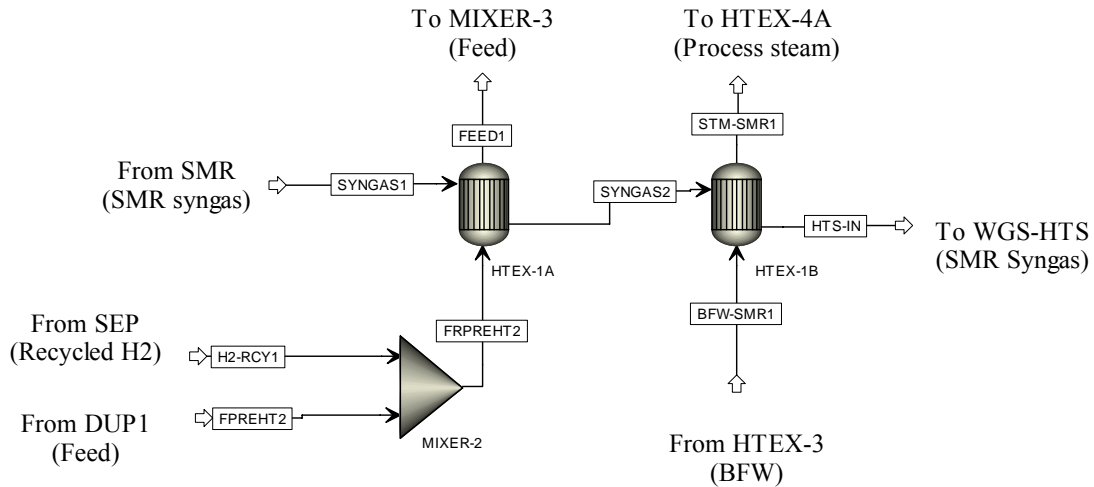 To MIXER-3
(Feed)
To HTEX-4A
(Process steam)
FEED1
STM-SMR1
From SMR
(SMR syngas)
SYNGAS1
SYNGAS2
HTS-IN
To WGS-HTS
(SMR Syngas)
HTEX-1A
HTEX-1B
BFW-SMR1
From SEP
(Recycled H2)
H2-RCY1
FRPREHT2
From DUP1
(Feed)
FPREHT2
MIXER-2
From HTEX-3
(BFW)